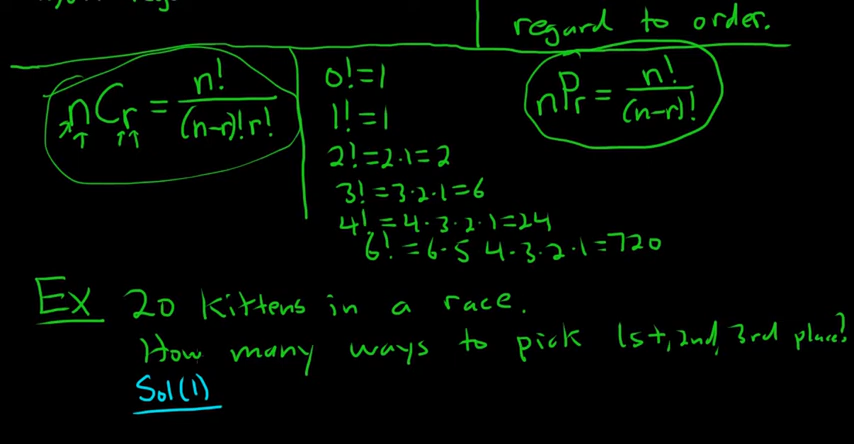 regard to order.
nCr = n! / (n-r)! r!
0! = 1
nPr = n! / (n-r)!
1! = 1
2! = 2·1 = 2
3! = 3·2·1 = 6
4! = 4·3·2·1 = 24
6! = 6·5 4·3·2·1 = 720
Ex 20 kittens in a race.
How many ways to pick 1st, 2nd, 3rd place?
Sol(1)